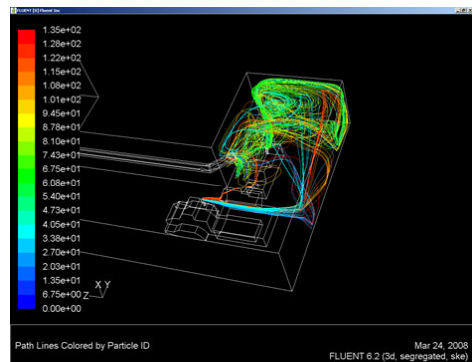 FLUENT [0] Fluent Inc
1.35e+02
1.28e+02
1.22e+02
1.15e+02
1.08e+02
1.01e+02
9.45e+01
8.78e+01
8.10e+01
7.43e+01
6.75e+01
6.08e+01
5.40e+01
4.73e+01
4.05e+01
3.38e+01
2.70e+01
2.03e+01
1.35e+01
6.75e+00
0.00e+00
X Y
Z
Path Lines Colored by Particle ID
Mar 24, 2008
FLUENT 6.2 (3d, segregated, ske)